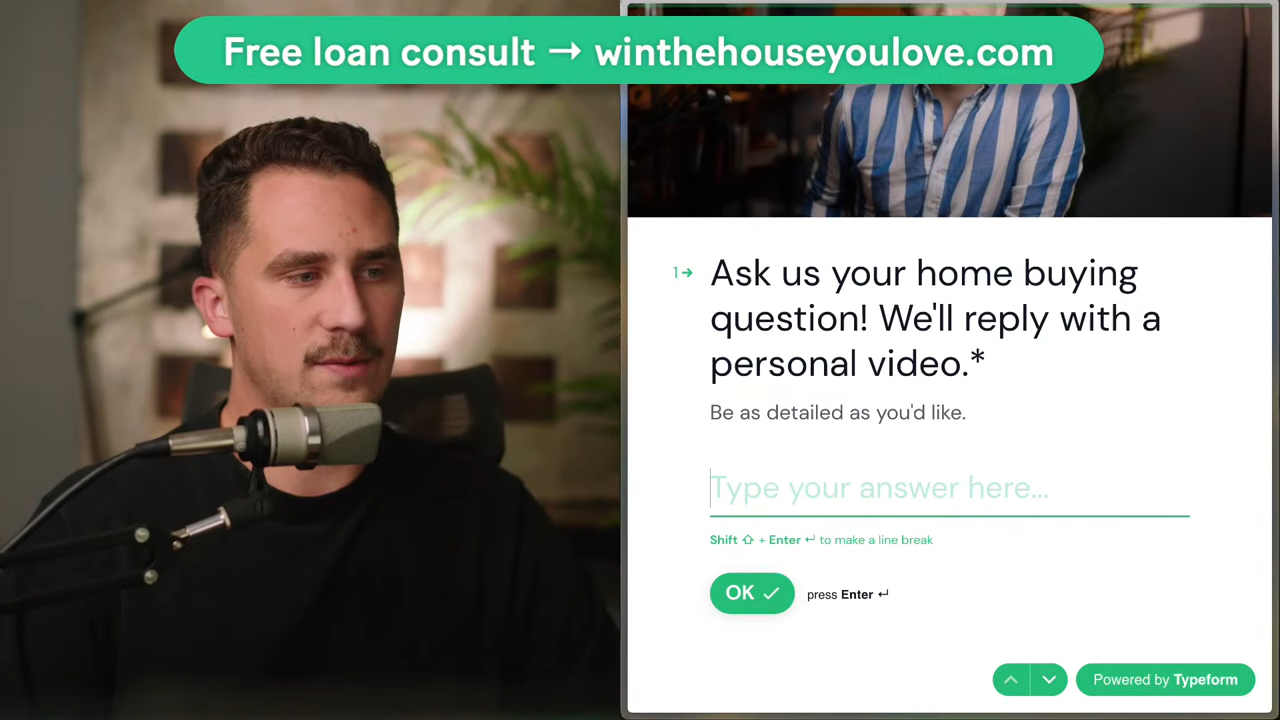 Free loan consult → winthehouseyoulove.com
1→ Ask us your home buying
question! We'll reply with a
personal video.*
Be as detailed as you'd like.
Type your answer here...
Shift ⇧ + Enter ↵ to make a line break
OK ✓ press Enter ↵
Powered by Typeform